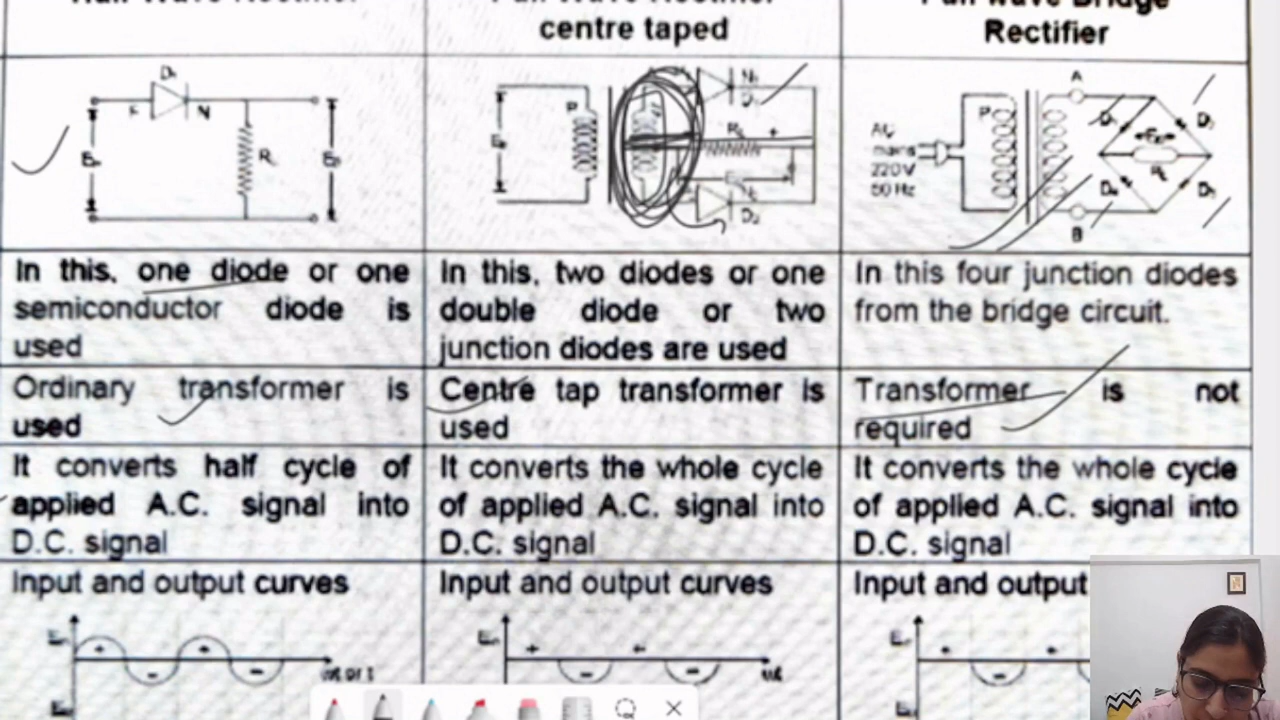 centre taped
Rectifier
In this, one diode or one
semiconductor diode is
used
In this, two diodes or one
double diode or two
junction diodes are used
In this four junction diodes
from the bridge circuit.
Ordinary transformer is
used
Centre tap transformer is
used
Transformer is not
required
It converts half cycle of
applied A.C. signal into
D.C. signal
It converts the whole cycle
of applied A.C. signal into
D.C. signal
It converts the whole cycle
of applied A.C. signal into
D.C. signal
Input and output curves
Input and output curves
Input and output
N
P
D₂
P
A
B
220V